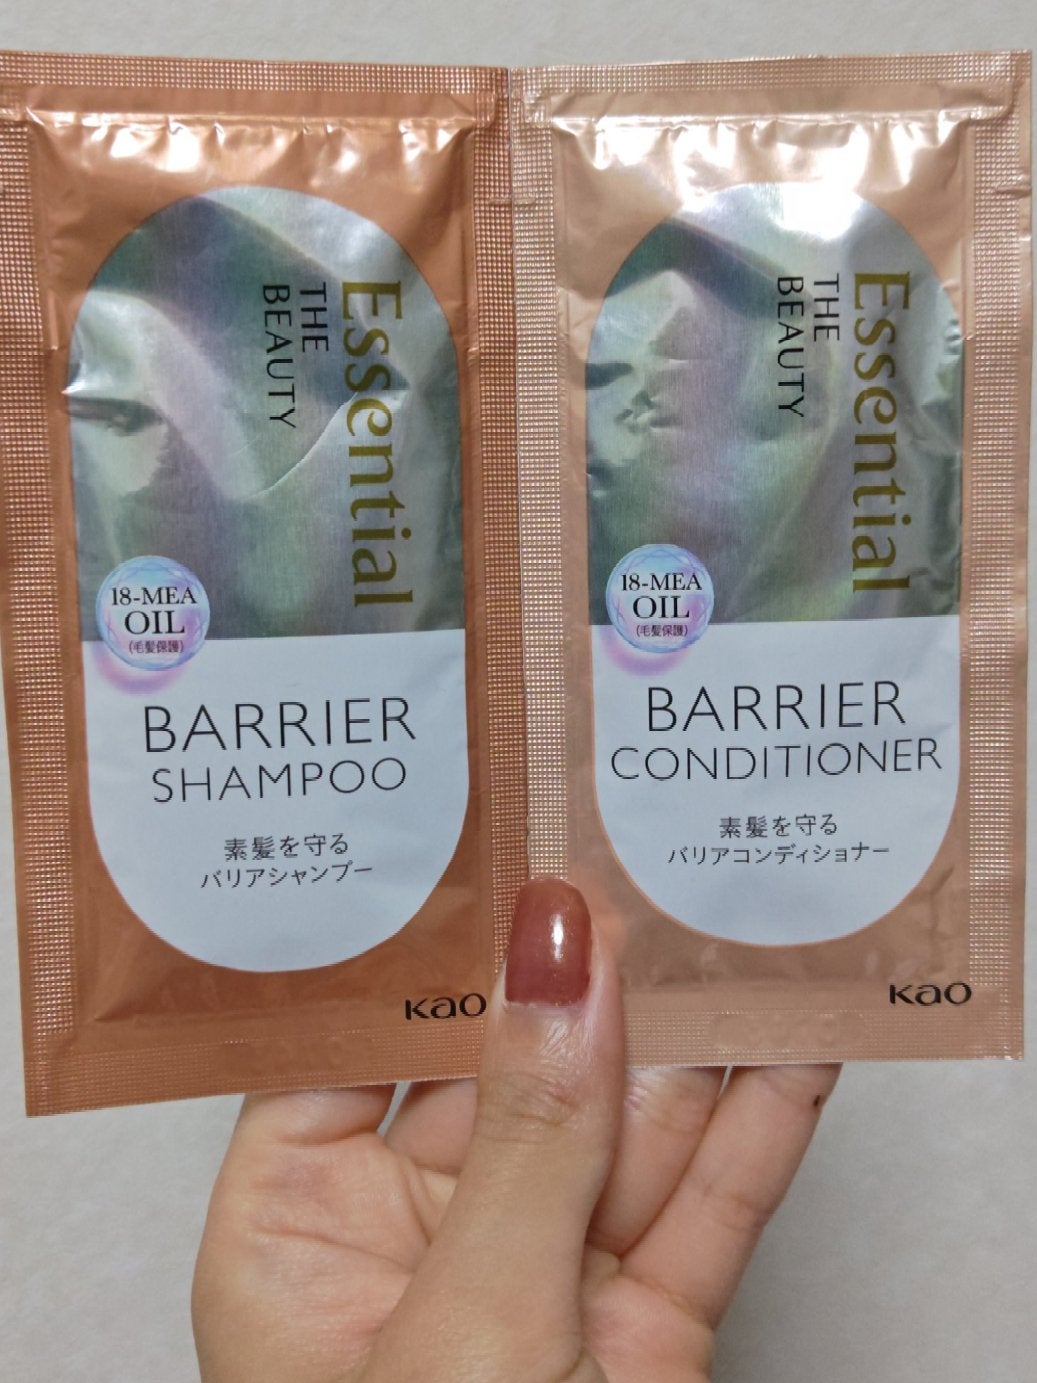 Essential
THE
BEAUTY
18-MEA
OIL
(毛髪保護)
BARRIER
SHAMPOO
素髪を守る
バリアシャンプー
Kao
Essential
THE
BEAUTY
18-MEA
OIL
(毛髪保護)
BARRIER
CONDITIONER
素髪を守る
バリアコンディショナー
Kao